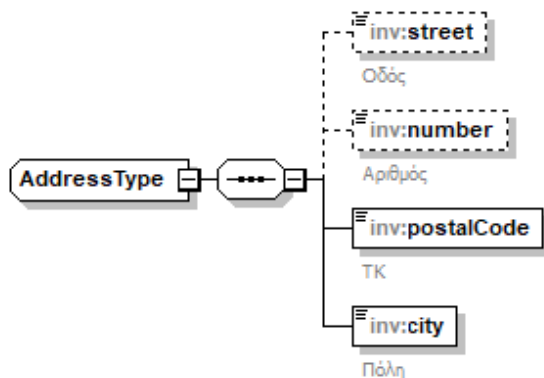 inv:street
Οδός
inv:number
Αριθμός
AddressType
inv:postalCode
ΤΚ
inv:city
Πόλη